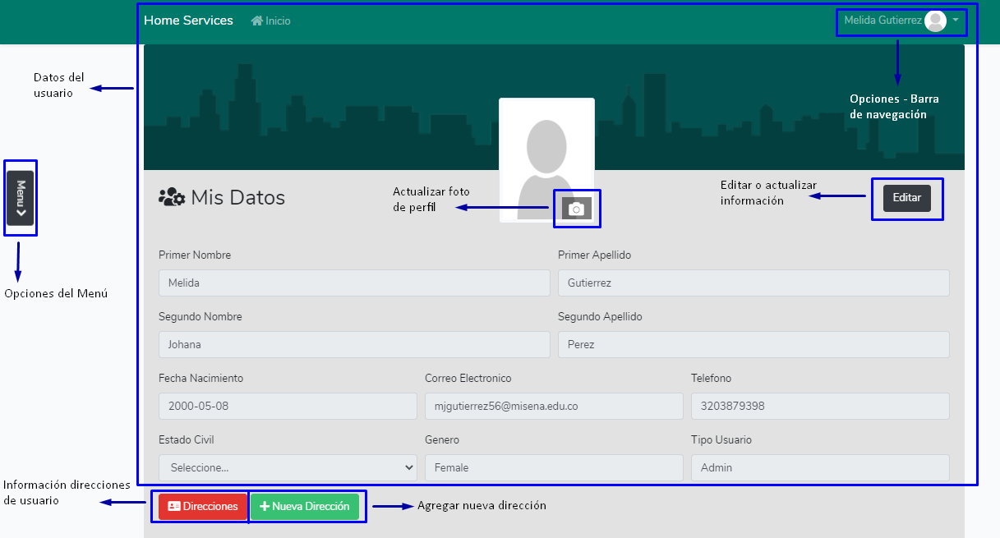 Home Services
Inicio
Melida Gutierrez
Datos del
usuario
Opciones - Barra
de navegación
Menu
Opciones del Menú
Mis Datos
Actualizar foto
de perfil
Editar o actualizar
información
Editar
Primer Nombre
Primer Apellido
Melida
Gutierrez
Segundo Nombre
Segundo Apellido
Johana
Perez
Fecha Nacimiento
Correo Electronico
Telefono
2000-05-08
mjgutierrez56@misena.edu.co
3203879398
Estado Civil
Genero
Tipo Usuario
Seleccione...
Female
Admin
Información direcciones
de usuario
Direcciones
Nueva Dirección
Agregar nueva dirección